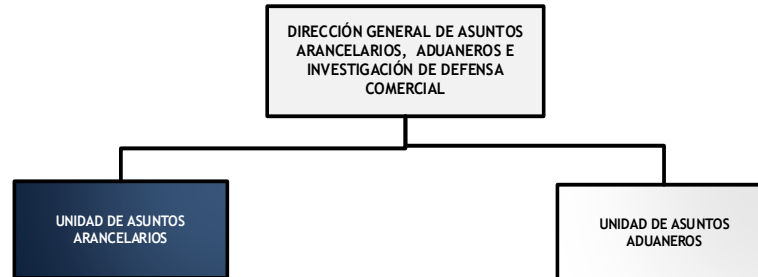 DIRECCIÓN GENERAL DE ASUNTOS
ARANCELARIOS, ADUANEROS E
INVESTIGACIÓN DE DEFENSA
COMERCIAL
UNIDAD DE ASUNTOS
ARANCELARIOS
UNIDAD DE ASUNTOS
ADUANEROS